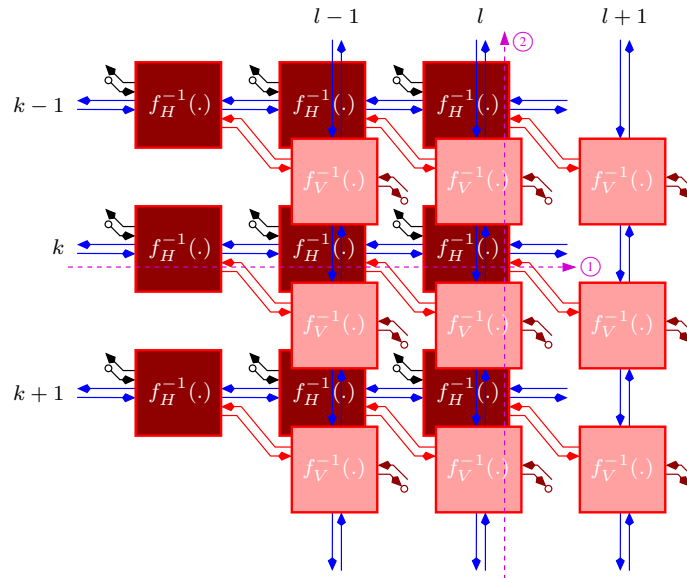 l − 1 l l + 1
②
k − 1 f_H^{-1}(.) f_H^{-1}(.) f_H^{-1}(.)
f_V^{-1}(.) f_V^{-1}(.) f_V^{-1}(.)
k f_H^{-1}(.) f_H^{-1}(.) f_H^{-1}(.)
①
f_V^{-1}(.) f_V^{-1}(.) f_V^{-1}(.)
k + 1 f_H^{-1}(.) f_H^{-1}(.) f_H^{-1}(.)
f_V^{-1}(.) f_V^{-1}(.) f_V^{-1}(.)